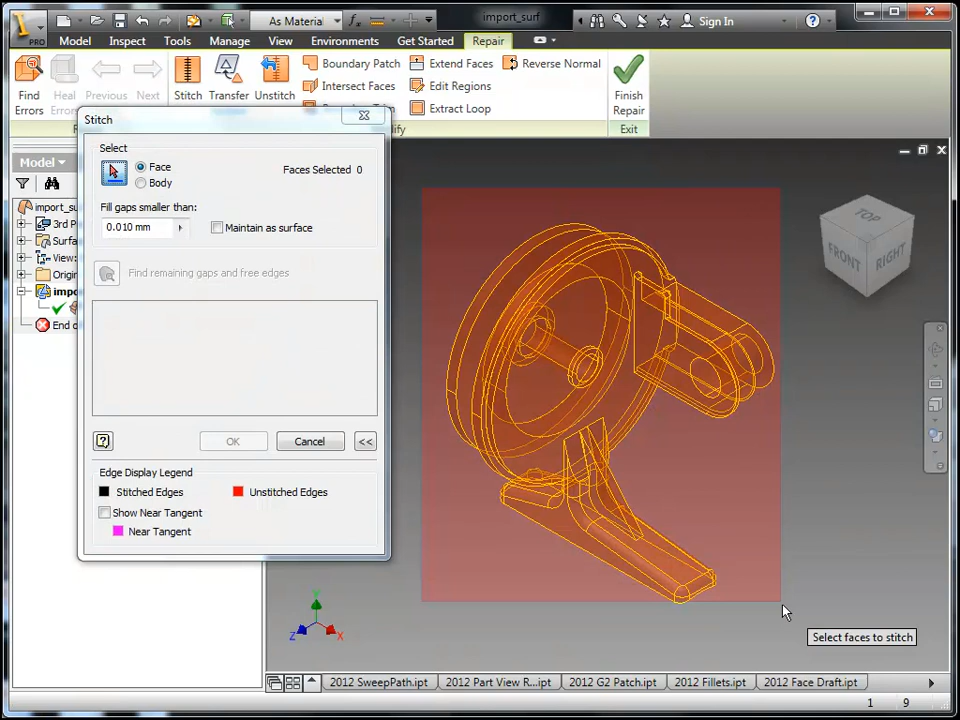 As Material
import_surf
Sign In
PRO
Model
Inspect
Tools
Manage
View
Environments
Get Started
Repair
Find
Errors
Heal
Previous
Next
Stitch
Transfer
Unstitch
Boundary Patch
Intersect Faces
Extend Faces
Edit Regions
Extract Loop
Reverse Normal
Finish
Repair
Exit
Stitch
Select
Face
Body
Faces Selected 0
Fill gaps smaller than:
0.010 mm
Maintain as surface
Find remaining gaps and free edges
OK
Cancel
<<
Edge Display Legend
Stitched Edges
Unstitched Edges
Show Near Tangent
Near Tangent
Model
import_su
3rd P
Surfa
View:
Origin
impo
End o
TOP
FRONT
RIGHT
Y
Z
X
Select faces to stitch
2012 SweepPath.ipt
2012 Part View R...ipt
2012 G2 Patch.ipt
2012 Fillets.ipt
2012 Face Draft.ipt
1
9